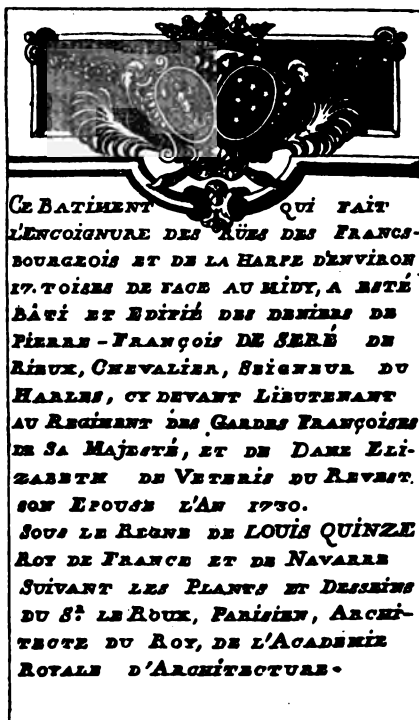 Ce Batiment qui fait
l'encoignure des Rües des Francs-
bourgeois et de la Harpe d'environ
17. toises de face au midy, a esté
bâti et edifié des deniers de
Pierre-François de Seré de
Rieux, Chevalier, Seigneur du
Harles, cy devant Lieutenant
au Regiment des Gardes Françoises
de Sa Majesté, et de Dame Eli-
zabeth de Veteris du Revest.
son Epouse l'An 1730.
Sous le Regne de LOUIS QUINZE
Roy de France et de Navarre
Suivant les Plants et Desseins
du Sr. le Roux, Parisien, Archi-
tecte du Roy, de l'Academie
Royale d'Architecture.